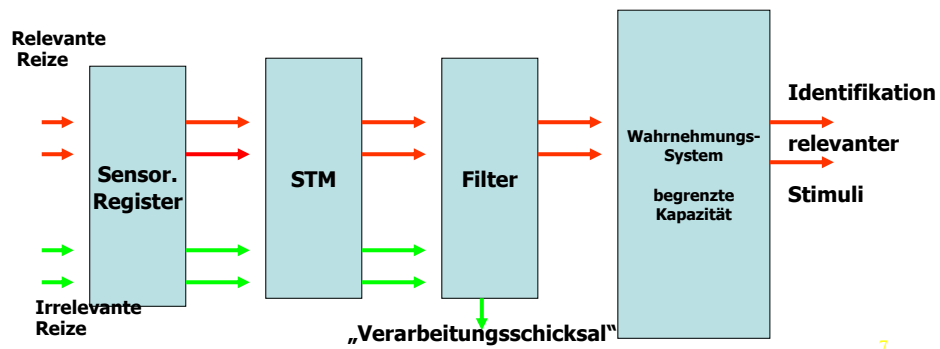 Relevante
Reize
Sensor.
Register
STM
Filter
Wahrnehmungs-
System
begrenzte
Kapazität
Identifikation
relevanter
Stimuli
Irrelevante
Reize
„Verarbeitungsschicksal“
7